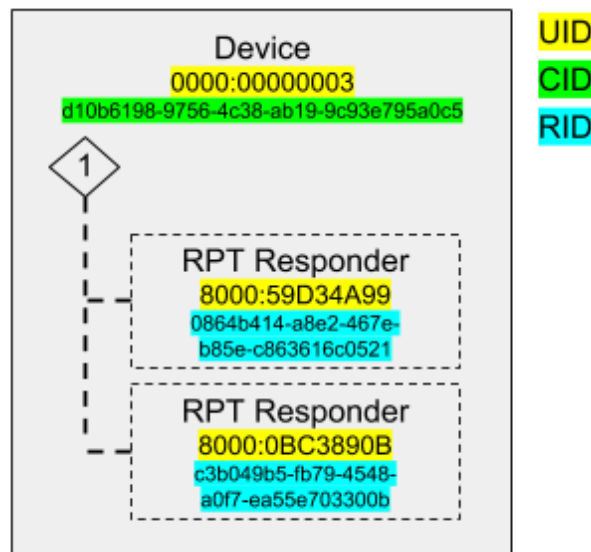 Device
0000:00000003
d10b6198-9756-4c38-ab19-9c93e795a0c5
1
RPT Responder
8000:59D34A99
0864b414-a8e2-467e-
b85e-c863616c0521
RPT Responder
8000:0BC3890B
c3b049b5-fb79-4548-
a0f7-ea55e703300b
UID
CID
RID